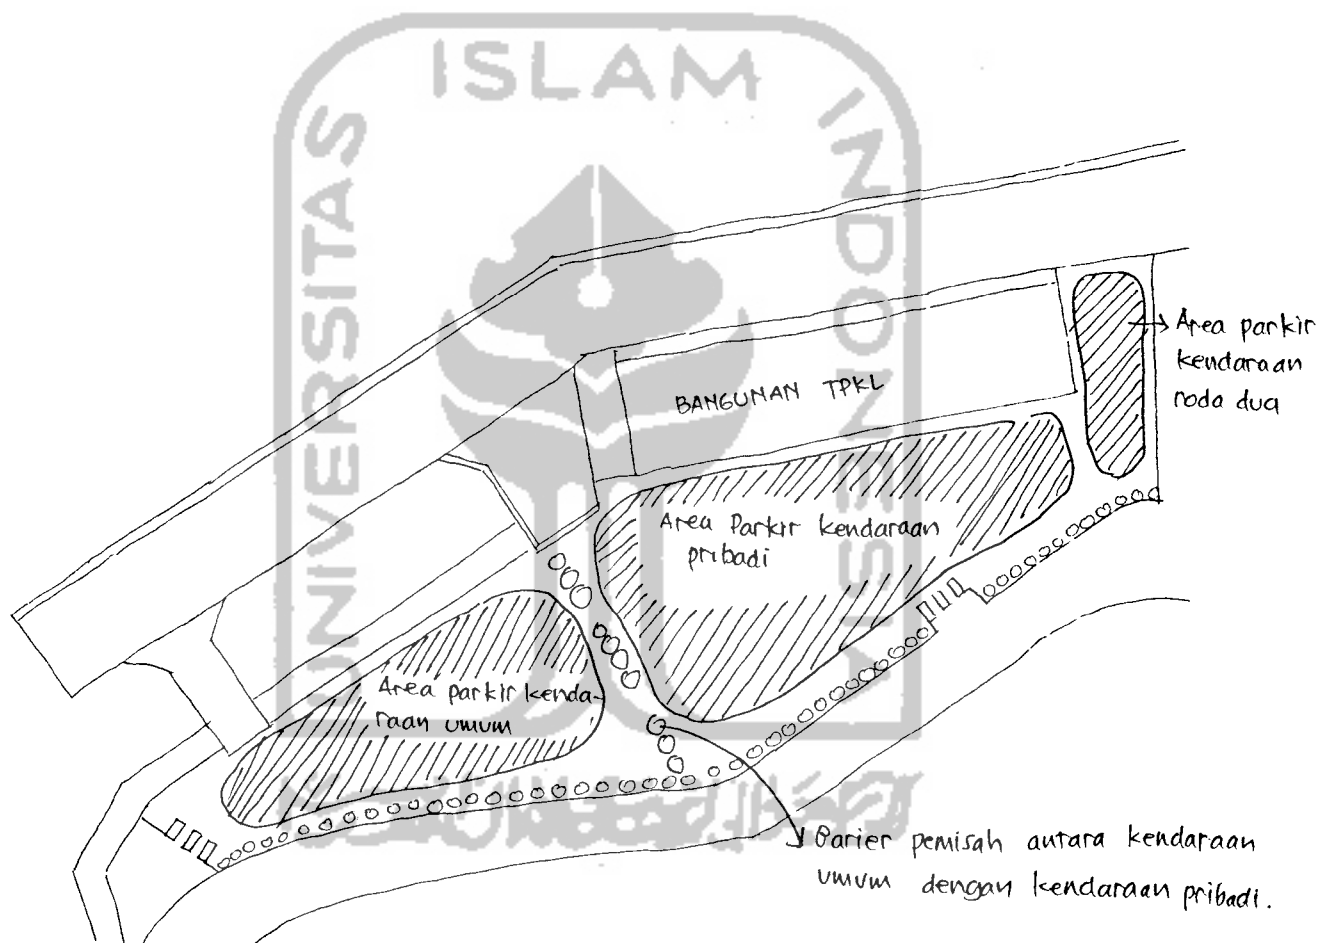 ISLAM
UNIVERSITAS
INDONESIA
Area parkir
kendaraan
roda dua
BANGUNAN TPKL
Area Parkir kendaraan
pribadi
Area parkir kenda-
raan umum
Barier pemisah antara kendaraan
umum dengan kendaraan pribadi.